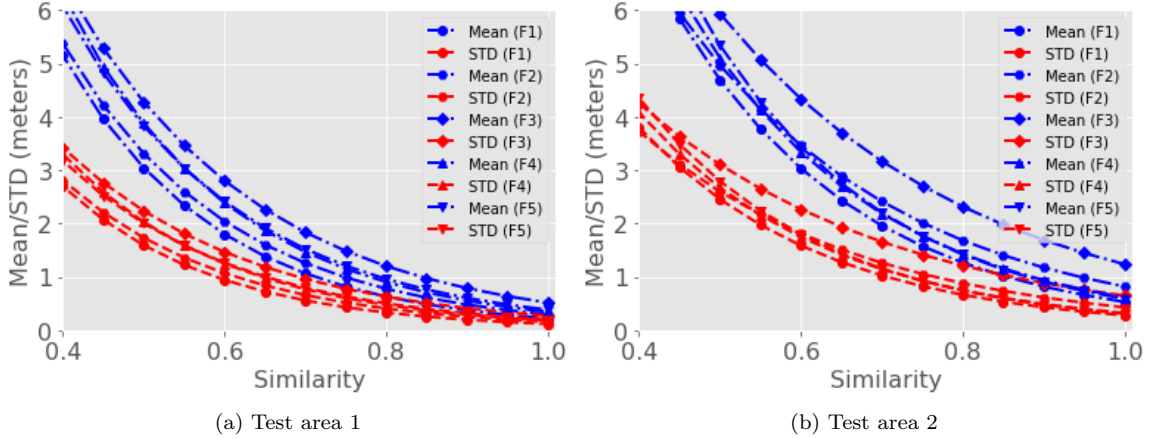 6
5
4
3
2
1
0
Mean/STD (meters)
Mean (F1)
STD (F1)
Mean (F2)
STD (F2)
Mean (F3)
STD (F3)
Mean (F4)
STD (F4)
Mean (F5)
STD (F5)
0.4 0.6 0.8 1.0
Similarity
(a) Test area 1
6
5
4
3
2
1
0
Mean/STD (meters)
Mean (F1)
STD (F1)
Mean (F2)
STD (F2)
Mean (F3)
STD (F3)
Mean (F4)
STD (F4)
Mean (F5)
STD (F5)
0.4 0.6 0.8 1.0
Similarity
(b) Test area 2